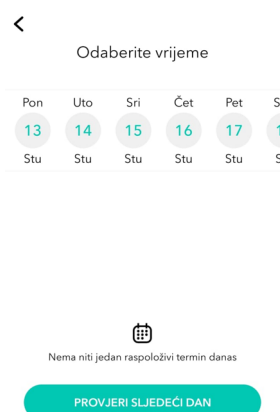 Odaberite vrijeme
Pon Uto Sri Čet Pet S
13 14 15 16 17 1
Stu Stu Stu Stu Stu S
Nema niti jedan raspoloživi termin danas
PROVJERI SLJEDEĆI DAN